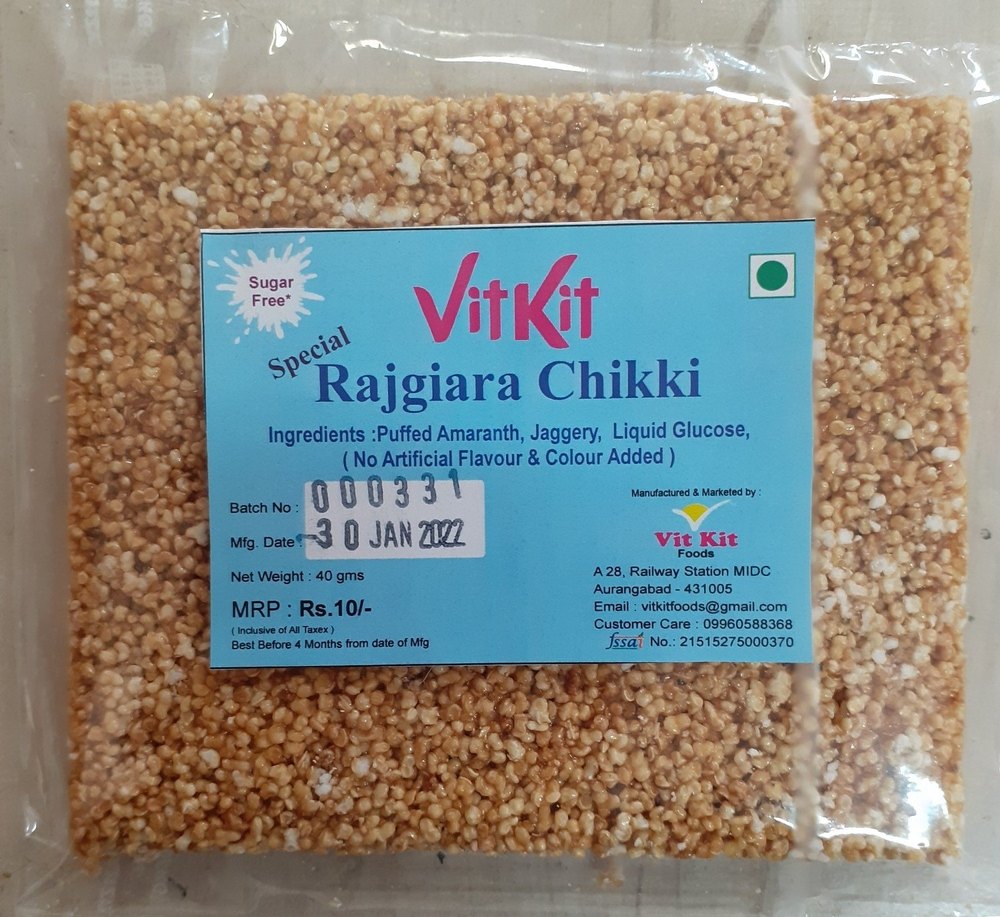 Sugar
Free*
VitKit
Special
Rajgiara Chikki
Ingredients :Puffed Amaranth, Jaggery, Liquid Glucose,
( No Artificial Flavour & Colour Added )
Batch No : 000331
Mfg. Date : 30 JAN 2022
Net Weight : 40 gms
MRP : Rs.10/-
( Inclusive of All Taxex )
Best Before 4 Months from date of Mfg
Manufactured & Marketed by :
Vit Kit
Foods
A 28, Railway Station MIDC
Aurangabad - 431005
Email : vitkitfoods@gmail.com
Customer Care : 09960588368
fssai No.: 21515275000370